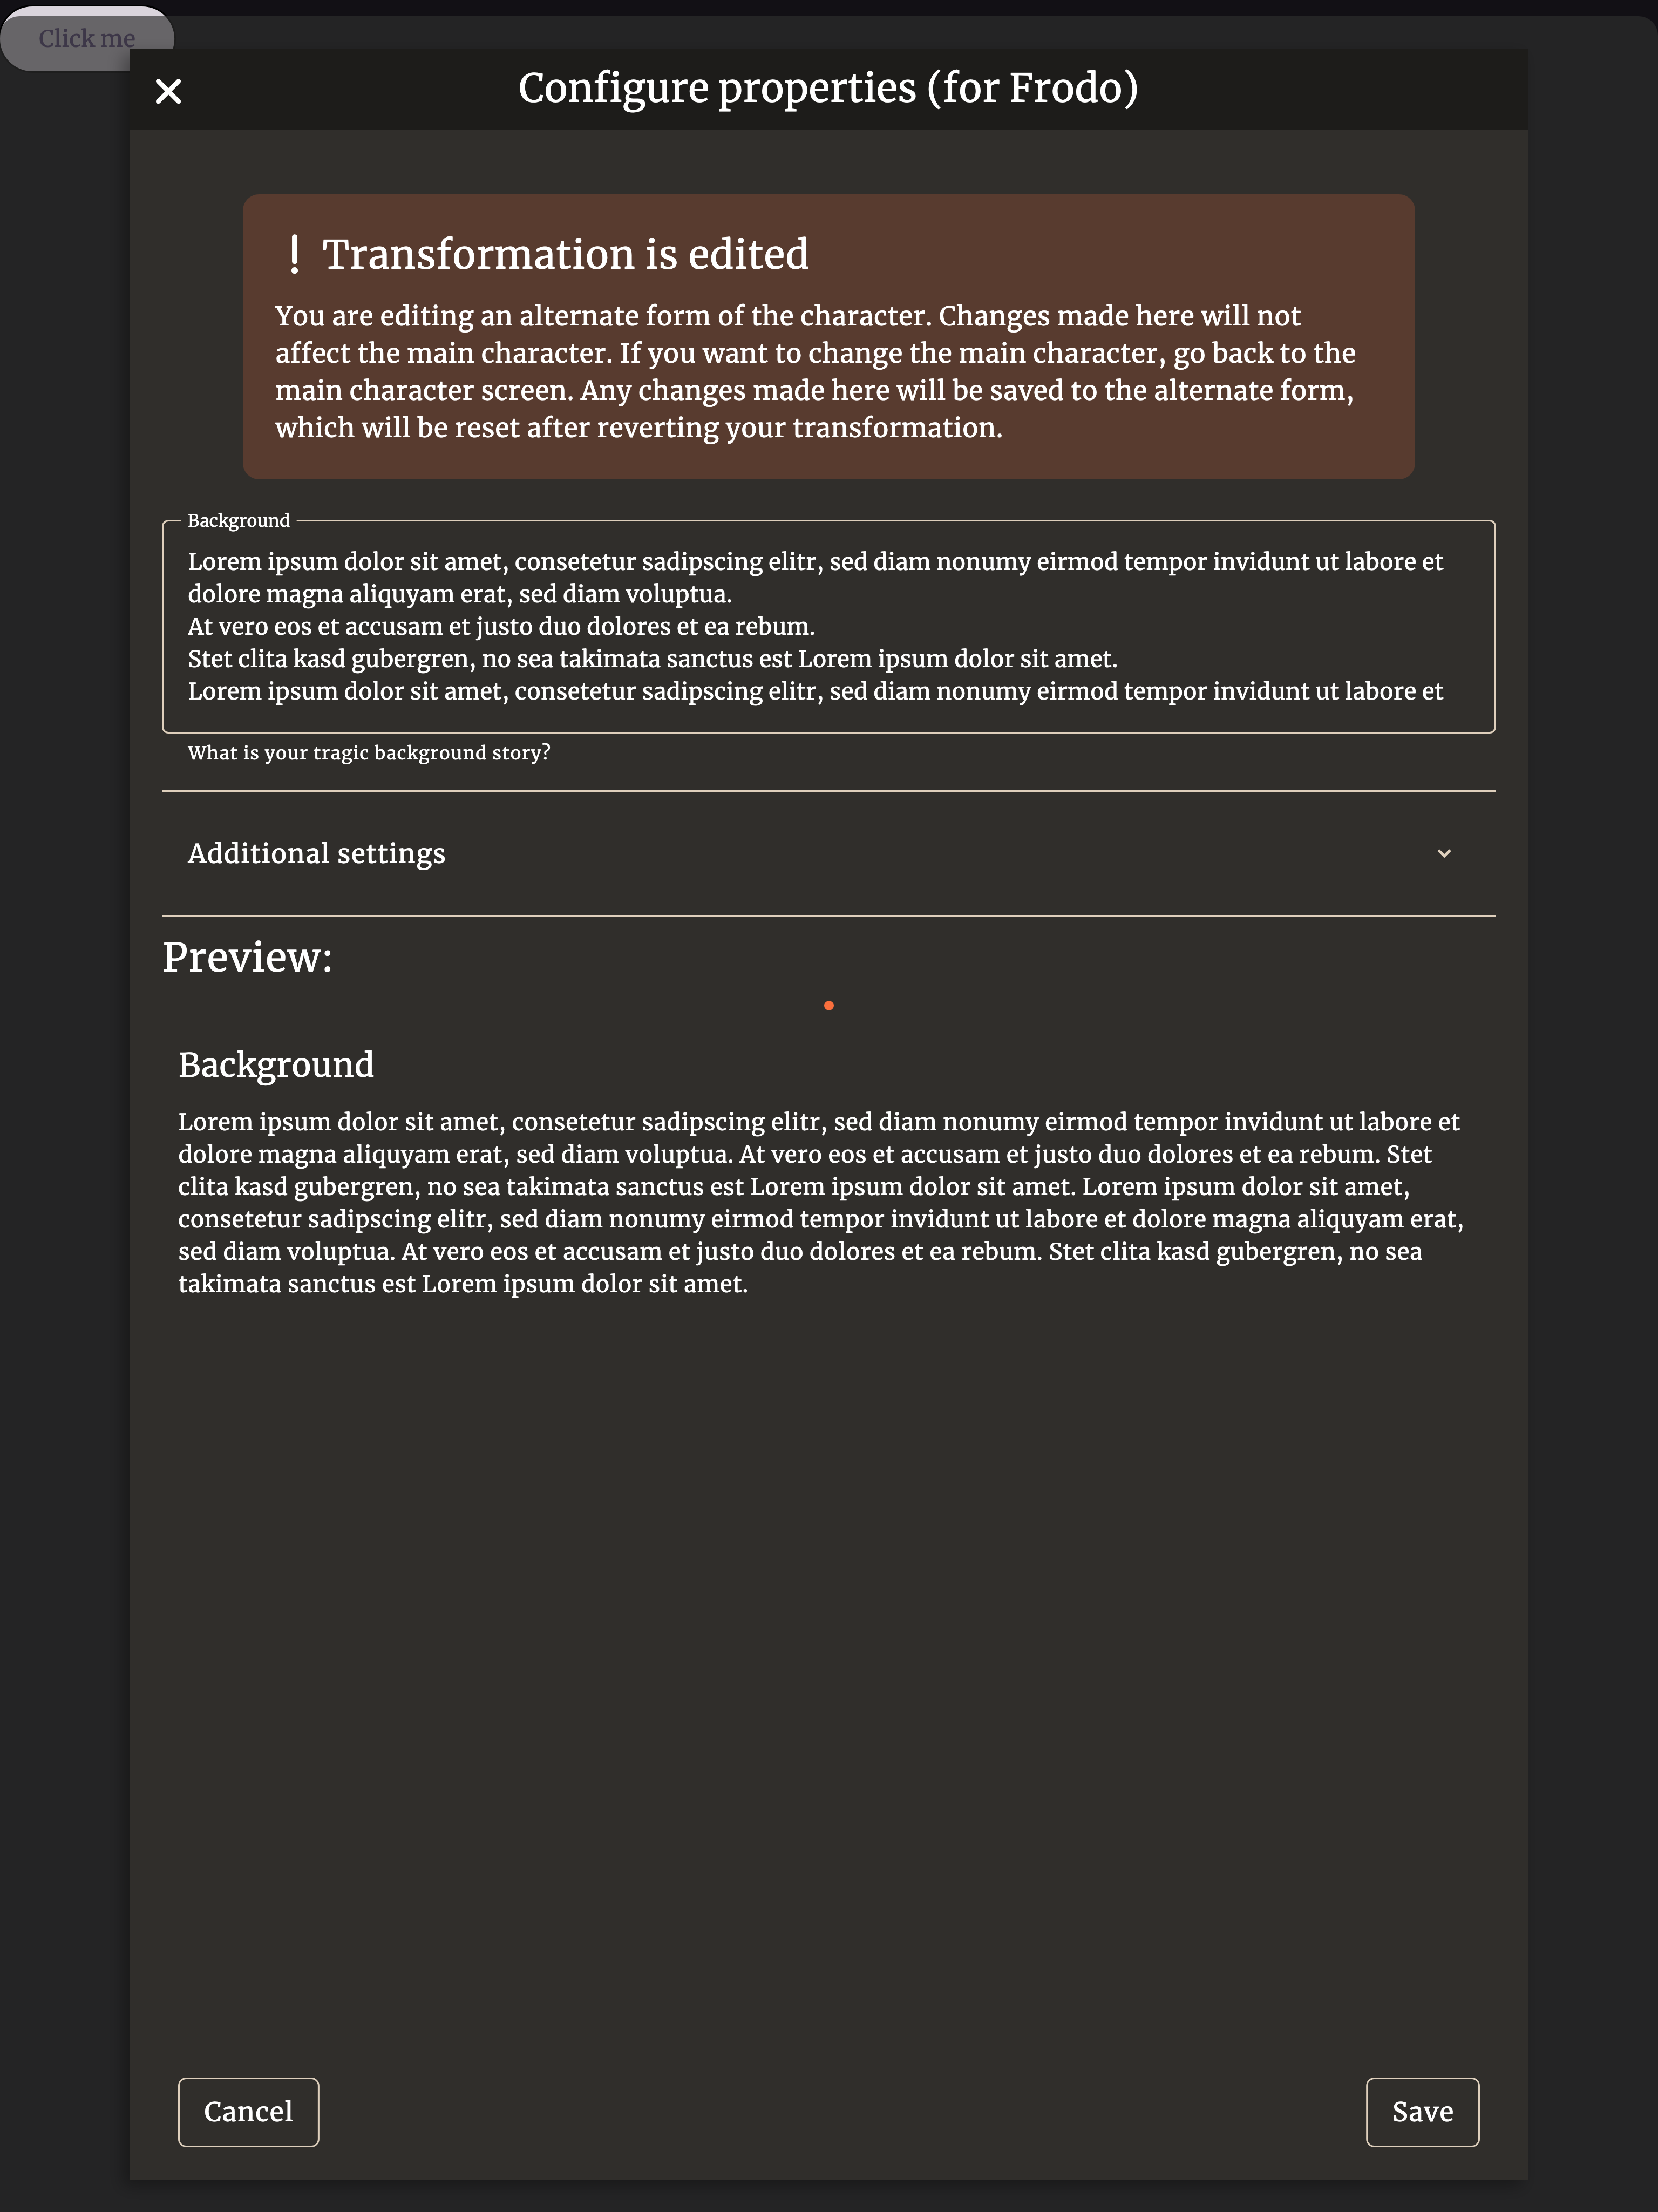 Click me
Configure properties (for Frodo)
! Transformation is edited
You are editing an alternate form of the character. Changes made here will not
affect the main character. If you want to change the main character, go back to the
main character screen. Any changes made here will be saved to the alternate form,
which will be reset after reverting your transformation.
Background
Lorem ipsum dolor sit amet, consetetur sadipscing elitr, sed diam nonumy eirmod tempor invidunt ut labore et
dolore magna aliquyam erat, sed diam voluptua.
At vero eos et accusam et justo duo dolores et ea rebum.
Stet clita kasd gubergren, no sea takimata sanctus est Lorem ipsum dolor sit amet.
Lorem ipsum dolor sit amet, consetetur sadipscing elitr, sed diam nonumy eirmod tempor invidunt ut labore et
What is your tragic background story?
Additional settings
Preview:
Background
Lorem ipsum dolor sit amet, consetetur sadipscing elitr, sed diam nonumy eirmod tempor invidunt ut labore et
dolore magna aliquyam erat, sed diam voluptua. At vero eos et accusam et justo duo dolores et ea rebum. Stet
clita kasd gubergren, no sea takimata sanctus est Lorem ipsum dolor sit amet. Lorem ipsum dolor sit amet,
consetetur sadipscing elitr, sed diam nonumy eirmod tempor invidunt ut labore et dolore magna aliquyam erat,
sed diam voluptua. At vero eos et accusam et justo duo dolores et ea rebum. Stet clita kasd gubergren, no sea
takimata sanctus est Lorem ipsum dolor sit amet.
Cancel
Save